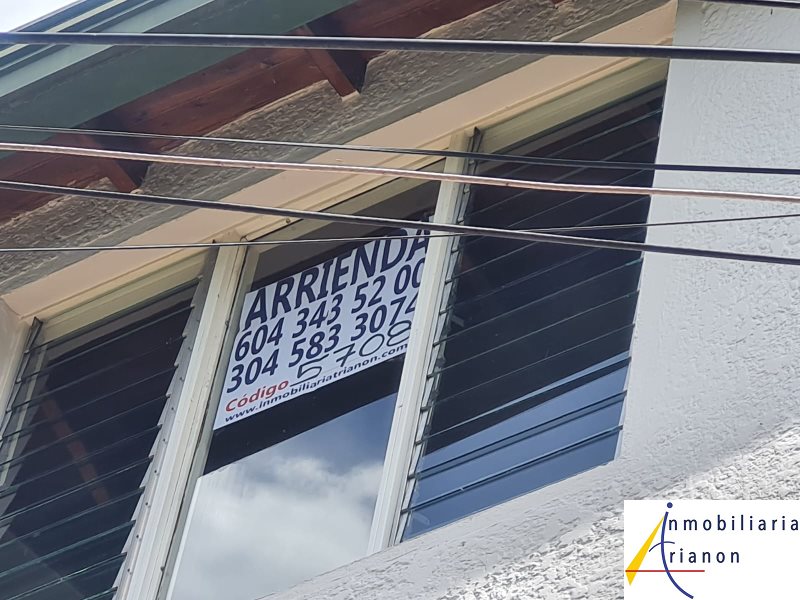 ARRIENDA
604 343 52 00
304 583 3074
Código 5708
www.inmobiliariatrianon.com
inmobiliaria
trianon